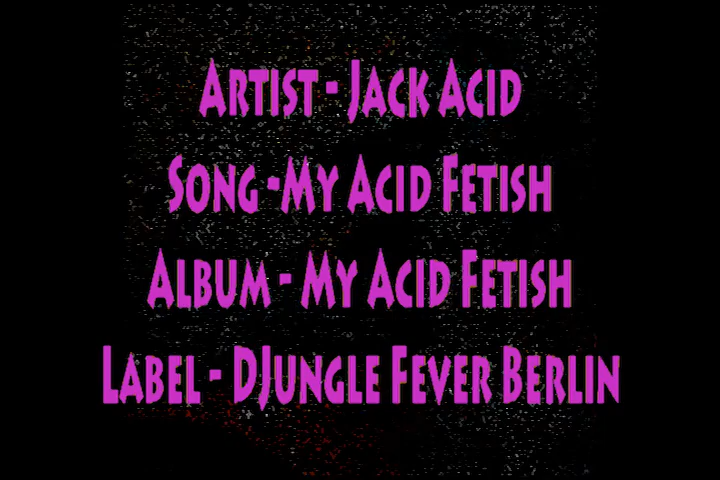 Artist - Jack Acid
Song -My Acid Fetish
Album - My Acid Fetish
Label - DJungle Fever Berlin